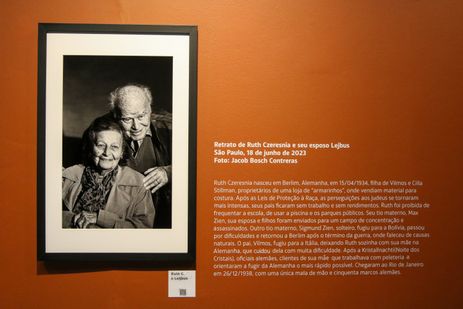 Retrato de Ruth Czeresnia e seu esposo Lejbus
São Paulo, 18 de junho de 2023
Foto: Jacob Bosch Contreras
Ruth Czeresnia nasceu em Berlim, Alemanha, em 15/04/1934, filha de Vilmos e Cilla
Stillman, proprietários de uma loja de "armarinhos", onde vendiam material para
costura. Após as Leis de Proteção à Raça, as perseguições aos judeus se tornaram
mais intensas, seus pais ficaram sem trabalho e sem rendimentos. Ruth foi proibida de
frequentar a escola, de usar a piscina e os parques públicos. Seu tio materno, Max
Zien, sua esposa e filhos foram enviados para um campo de concentração e
assassinados. Outro tio materno, Sigmund Zien, solteiro, fugiu para a Bolívia, passou
por dificuldades e retornou a Berlim após o término da guerra, onde faleceu de causas
naturais. O pai, Vilmos, fugiu para a Itália, deixando Ruth sozinha com sua mãe na
Alemanha, que cuidou dela com muita dificuldade. Após a Kristallnacht(Noite dos
Cristais), oficiais alemães, clientes de sua mãe que trabalhava com peleteria a
orientaram a fugir da Alemanha o mais rápido possível. Chegaram ao Rio de Janeiro
em 26/12/1938, com uma única mala de mão e cinquenta marcos alemães.
Ruth C.
e Lejbus